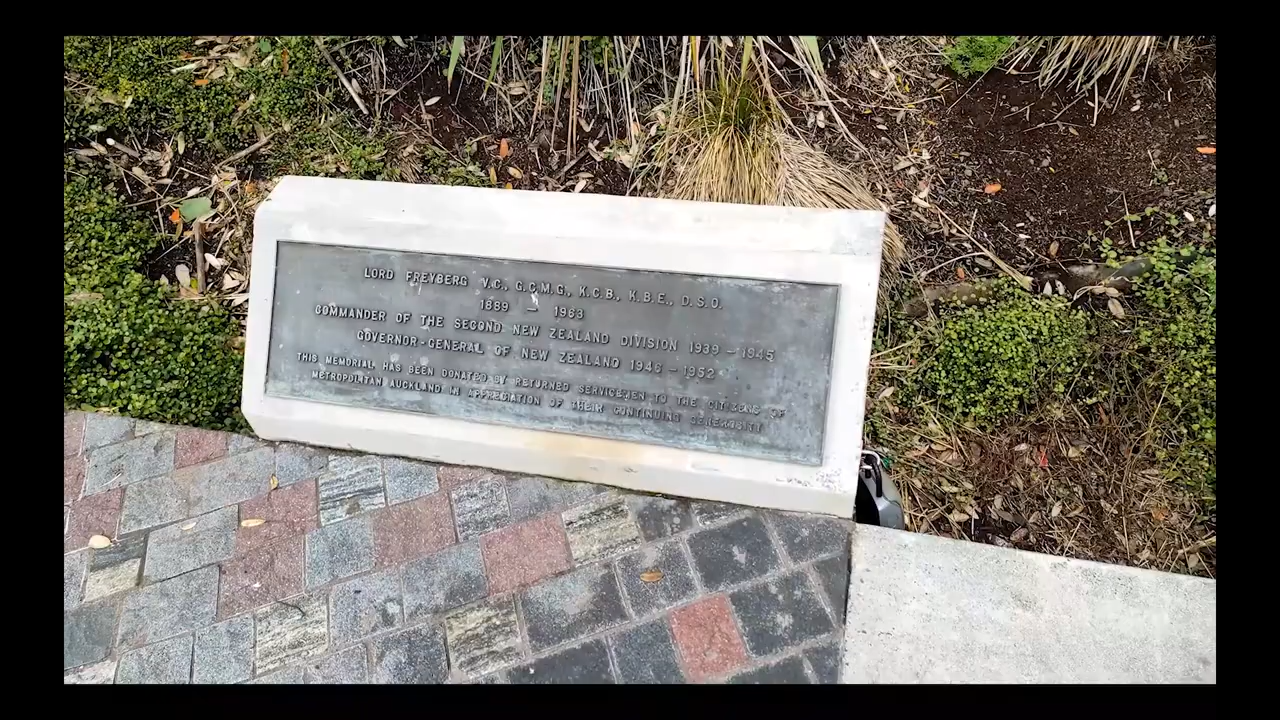 LORD FREYBERG V.C., G.C.M.G., K.C.B., K.B.E., D.S.O.
1889 – 1963
COMMANDER OF THE SECOND NEW ZEALAND DIVISION 1939 – 1945
GOVERNOR-GENERAL OF NEW ZEALAND 1946 – 1952
THIS MEMORIAL HAS BEEN DONATED BY RETURNED SERVICEMEN TO THE CITIZENS OF
METROPOLITAN AUCKLAND IN APPRECIATION OF THEIR CONTINUING GENEROSITY